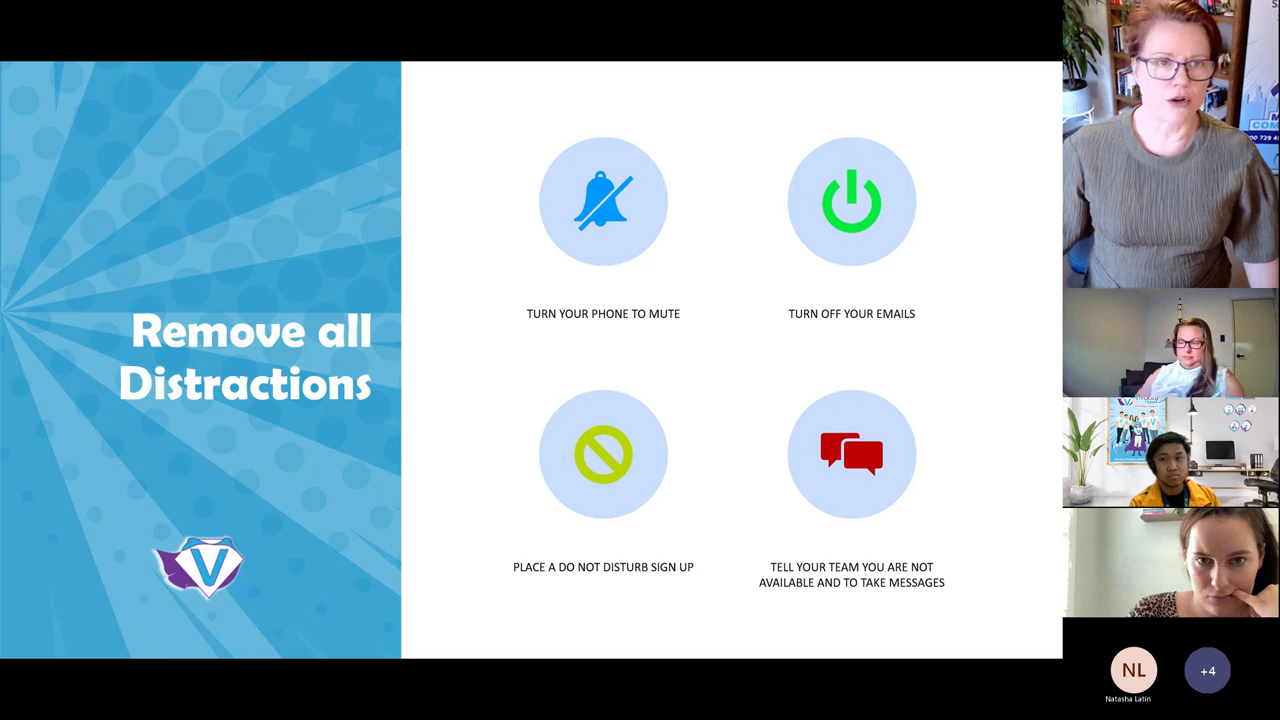 Remove all
Distractions
V
TURN YOUR PHONE TO MUTE
TURN OFF YOUR EMAILS
PLACE A DO NOT DISTURB SIGN UP
TELL YOUR TEAM YOU ARE NOT
AVAILABLE AND TO TAKE MESSAGES
NL
Natasha Latin
+4